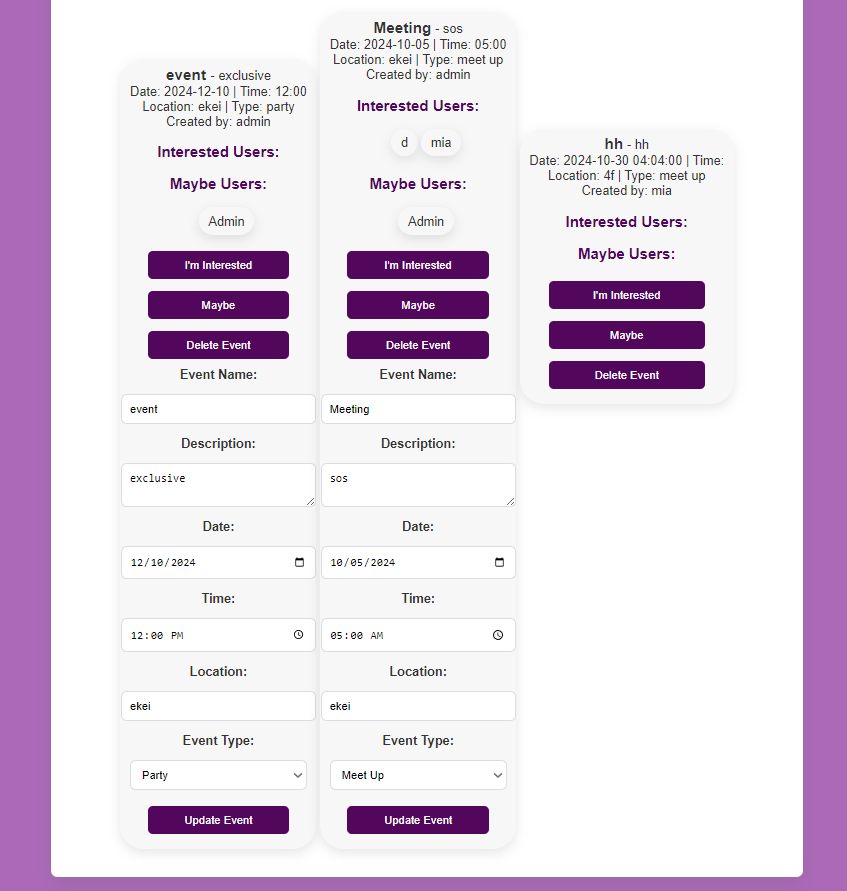 event - exclusive
Date: 2024-12-10 | Time: 12:00
Location: ekei | Type: party
Created by: admin
Interested Users:
Maybe Users:
Admin
I'm Interested
Maybe
Delete Event
Event Name:
event
Description:
exclusive
Date:
12/10/2024
Time:
12:00 PM
Location:
ekei
Event Type:
Party
Update Event
Meeting - sos
Date: 2024-10-05 | Time: 05:00
Location: ekei | Type: meet up
Created by: admin
Interested Users:
d mia
Maybe Users:
Admin
I'm Interested
Maybe
Delete Event
Event Name:
Meeting
Description:
sos
Date:
10/05/2024
Time:
05:00 AM
Location:
ekei
Event Type:
Meet Up
Update Event
hh - hh
Date: 2024-10-30 04:04:00 | Time:
Location: 4f | Type: meet up
Created by: mia
Interested Users:
Maybe Users:
I'm Interested
Maybe
Delete Event